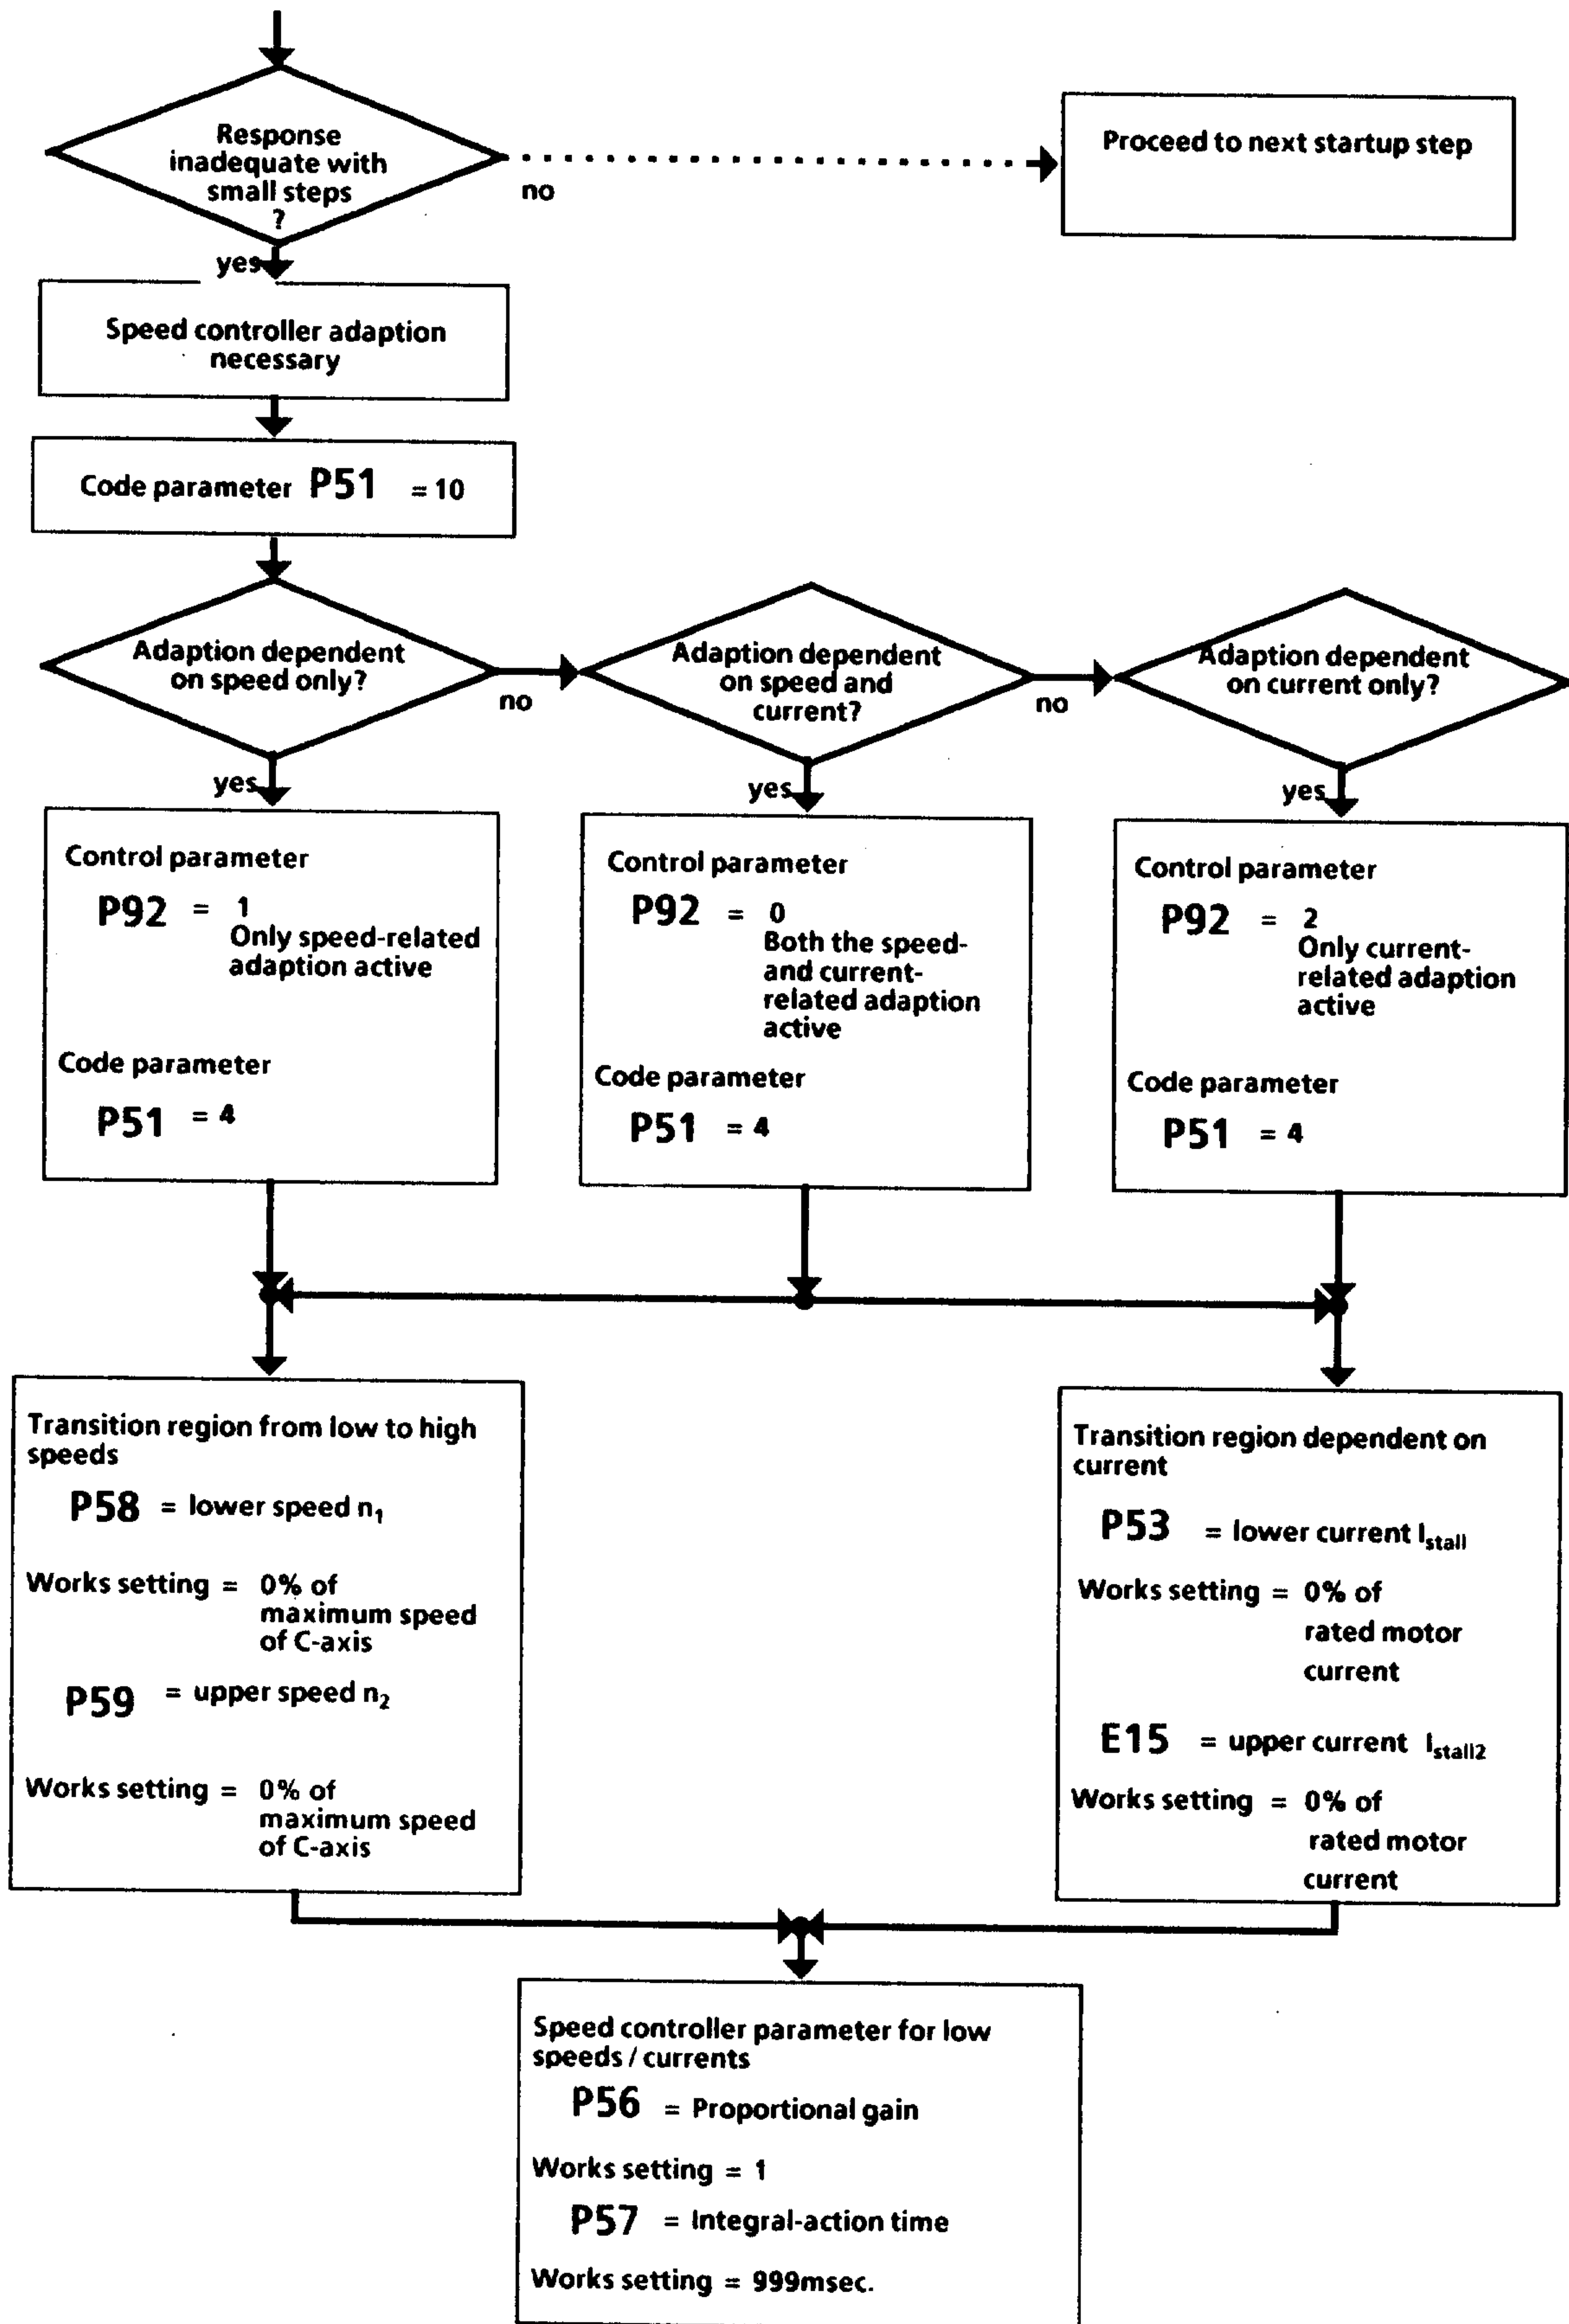 Response
inadequate with
small steps
?
no
Proceed to next startup step
yes
Speed controller adaption
necessary
Code parameter P51 = 10
Adaption dependent
on speed only?
no
Adaption dependent
on speed and
current?
no
Adaption dependent
on current only?
yes
yes
yes
Control parameter
P92 = 1
Only speed-related
adaption active
Code parameter
P51 = 4
Control parameter
P92 = 0
Both the speed-
and current-
related adaption
active
Code parameter
P51 = 4
Control parameter
P92 = 2
Only current-
related adaption
active
Code parameter
P51 = 4
Transition region from low to high
speeds
P58 = lower speed n1
Works setting = 0% of
maximum speed
of C-axis
P59 = upper speed n2
Works setting = 0% of
maximum speed
of C-axis
Transition region dependent on
current
P53 = lower current Istall
Works setting = 0% of
rated motor
current
E15 = upper current Istall2
Works setting = 0% of
rated motor
current
Speed controller parameter for low
speeds / currents
P56 = Proportional gain
Works setting = 1
P57 = Integral-action time
Works setting = 999msec.